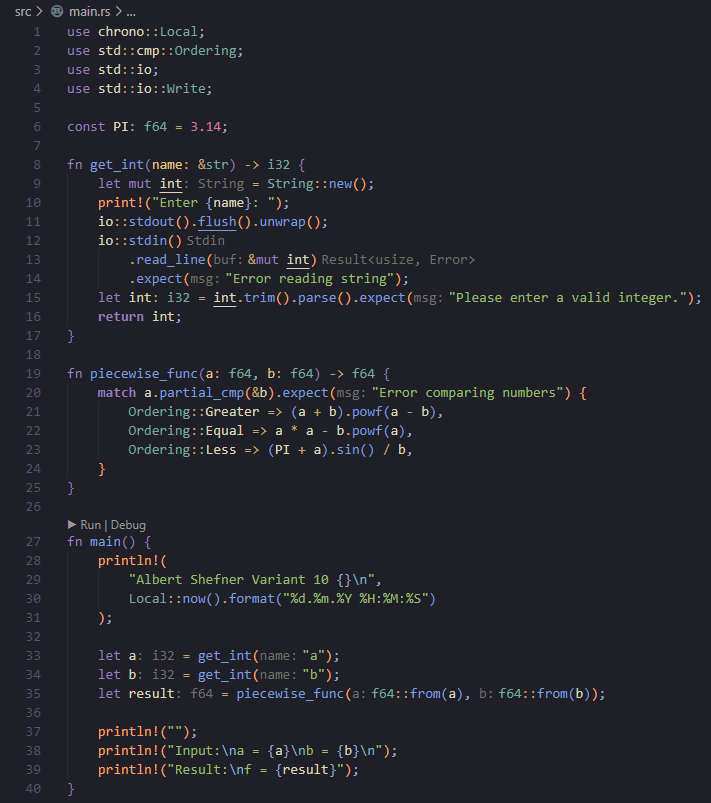 src > main.rs > ...
1 use chrono::Local;
2 use std::cmp::Ordering;
3 use std::io;
4 use std::io::Write;
5
6 const PI: f64 = 3.14;
7
8 fn get_int(name: &str) -> i32 {
9     let mut int: String = String::new();
10     print!("Enter {name}: ");
11     io::stdout().flush().unwrap();
12     io::stdin() Stdin
13         .read_line(buf: &mut int) Result<usize, Error>
14         .expect(msg: "Error reading string");
15     let int: i32 = int.trim().parse().expect(msg: "Please enter a valid integer.");
16     return int;
17 }
18
19 fn piecewise_func(a: f64, b: f64) -> f64 {
20     match a.partial_cmp(&b).expect(msg: "Error comparing numbers") {
21         Ordering::Greater => (a + b).powf(a - b),
22         Ordering::Equal => a * a - b.powf(a),
23         Ordering::Less => (PI + a).sin() / b,
24     }
25 }
26
▶ Run | Debug
27 fn main() {
28     println!(
29         "Albert Shefner Variant 10 {}\n",
30         Local::now().format("%d.%m.%Y %H:%M:%S")
31     );
32
33     let a: i32 = get_int(name: "a");
34     let b: i32 = get_int(name: "b");
35     let result: f64 = piecewise_func(a: f64::from(a), b: f64::from(b));
36
37     println!("");
38     println!("Input:\na = {a}\nb = {b}\n");
39     println!("Result:\nf = {result}");
40 }